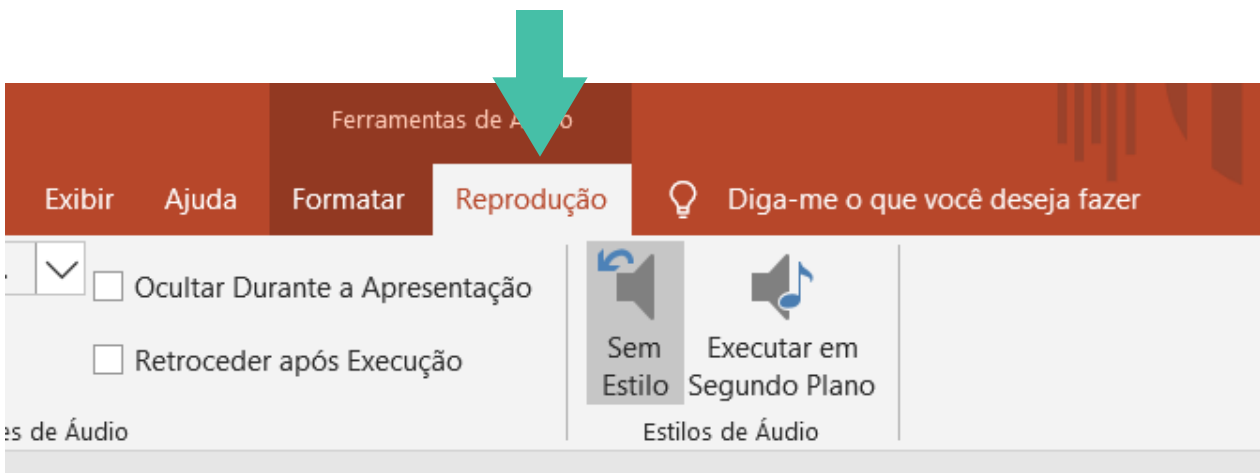 Ferramentas de
Exibir Ajuda Formatar Reprodução Diga-me o que você deseja fazer
Ocultar Durante a Apresentação
Retroceder após Execução
Sem
Estilo
Executar em
Segundo Plano
de Áudio
Estilos de Áudio